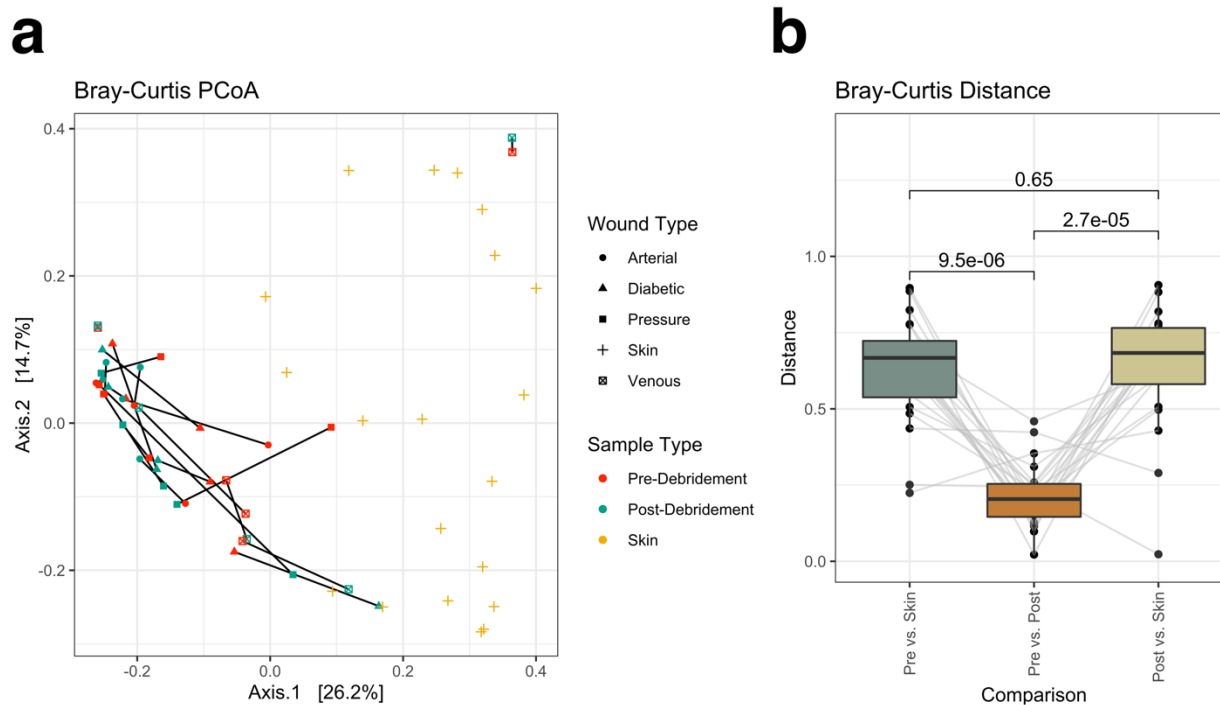 a
Bray-Curtis PCoA
0.4
0.2
0.0
-0.2
Axis.2 [14.7%]
-0.2
0.0
0.2
0.4
Axis.1 [26.2%]
Wound Type
Arterial
Diabetic
Pressure
Skin
Venous
Sample Type
Pre-Debridement
Post-Debridement
Skin
b
Bray-Curtis Distance
0.65
2.7e-05
9.5e-06
1.0
0.5
0.0
Distance
Pre vs. Skin
Pre vs. Post
Post vs. Skin
Comparison